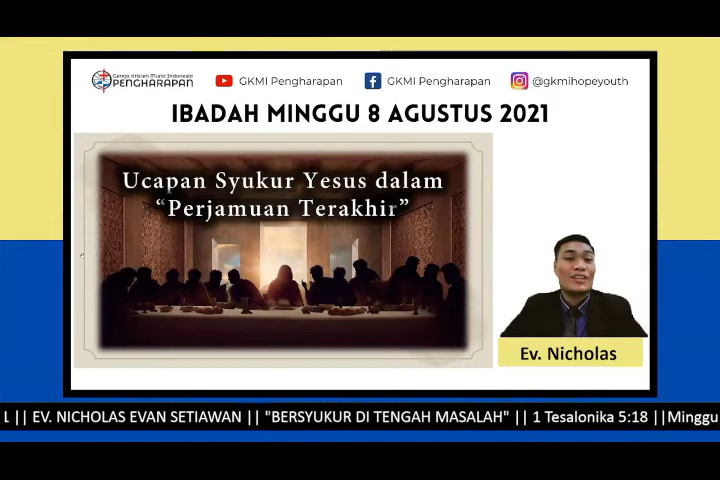 Gereja Kristen Muria Indonesia
PENGHARAPAN
GKMI Pengharapan
GKMI Pengharapan
@gkmihopeyouth
IBADAH MINGGU 8 AGUSTUS 2021
Ucapan Syukur Yesus dalam
“Perjamuan Terakhir”
Ev. Nicholas
|| EV. NICHOLAS EVAN SETIAWAN || "BERSYUKUR DI TENGAH MASALAH" || 1 Tesalonika 5:18 ||Minggu